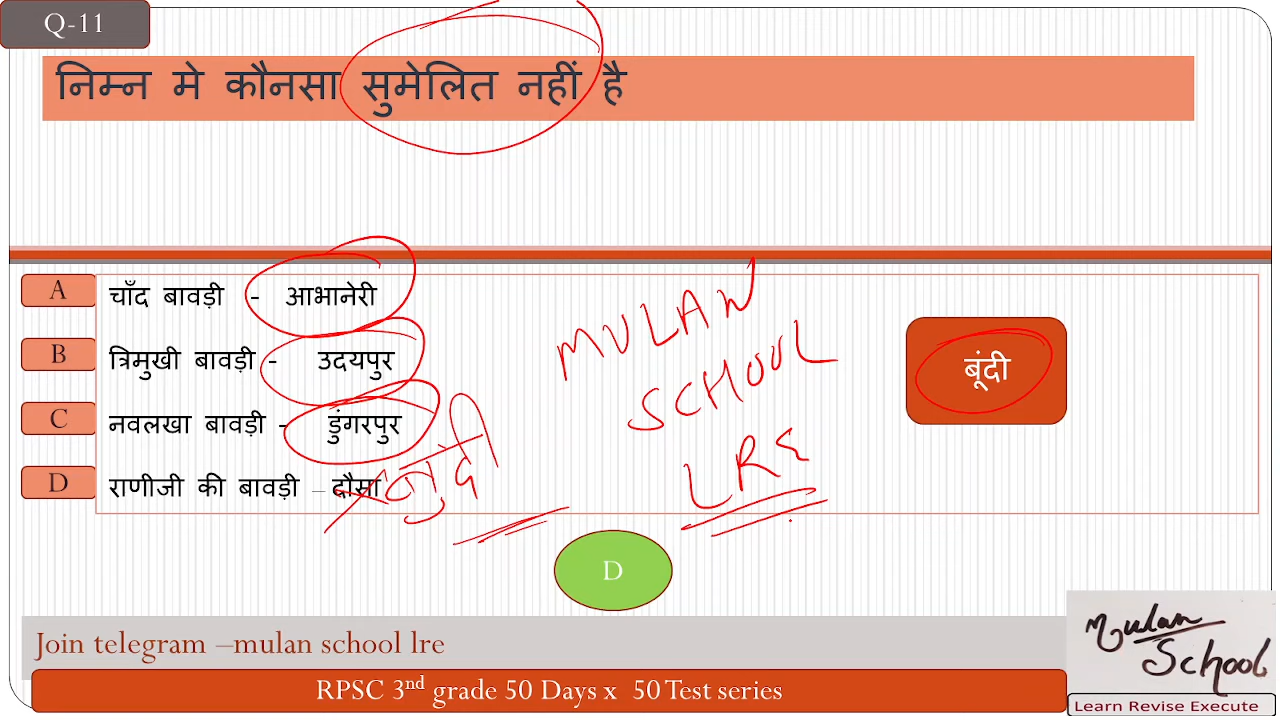 Q-11
निम्न मे कौनसा सुमेलित नहीं है
A
चाँद बावड़ी - आभानेरी
B
त्रिमुखी बावड़ी - उदयपुर
C
नवलखा बावड़ी - डुंगरपुर
D
राणीजी की बावड़ी – दौसा
MULAN
SCHOOL
LRE
बूंदी
D
Join telegram –mulan school lre
Mulan
School
Learn Revise Execute
RPSC 3nd grade 50 Days x 50 Test series